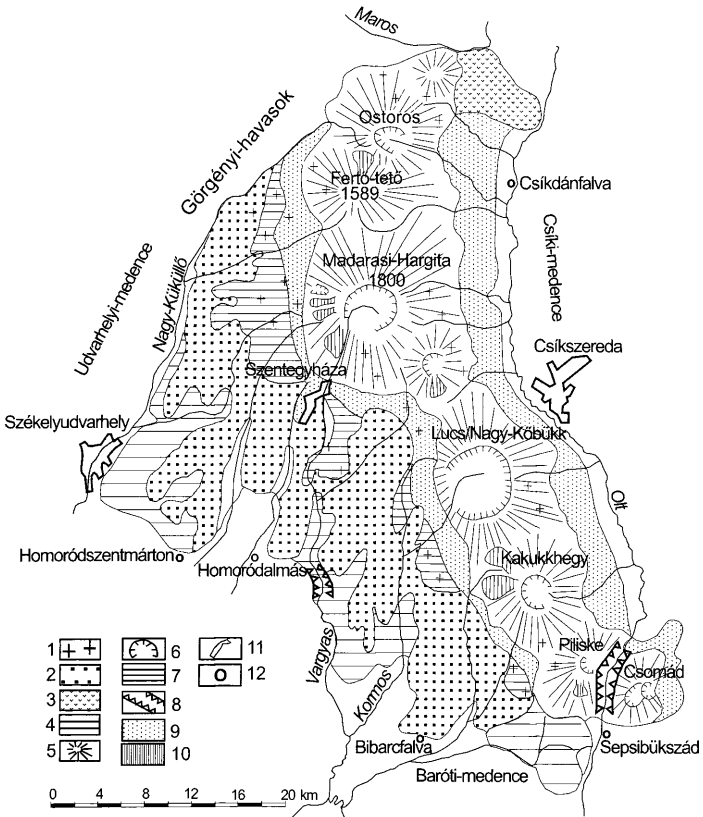 Maros
Ostoros
Görgényi-havasok
Fertő-tető
1589
Csíkdánfalva
Madarasi-Hargita
1800
Csíki-medence
Udvarhelyi-medence
Nagy-Küküllő
Csíkszereda
Szentegyháza
Székelyudvarhely
Lucs/Nagy-Kőbükk
Olt
Homoródszentmárton
Homoródalmás
Kakukkhegy
Piliske
Csomád
Vargyas
Kormos
Bibarcfalva
Sepsibükszád
Baróti-medence
1
2
3
4
5
6
7
8
9
10
11
12
0 4 8 12 16 20 km